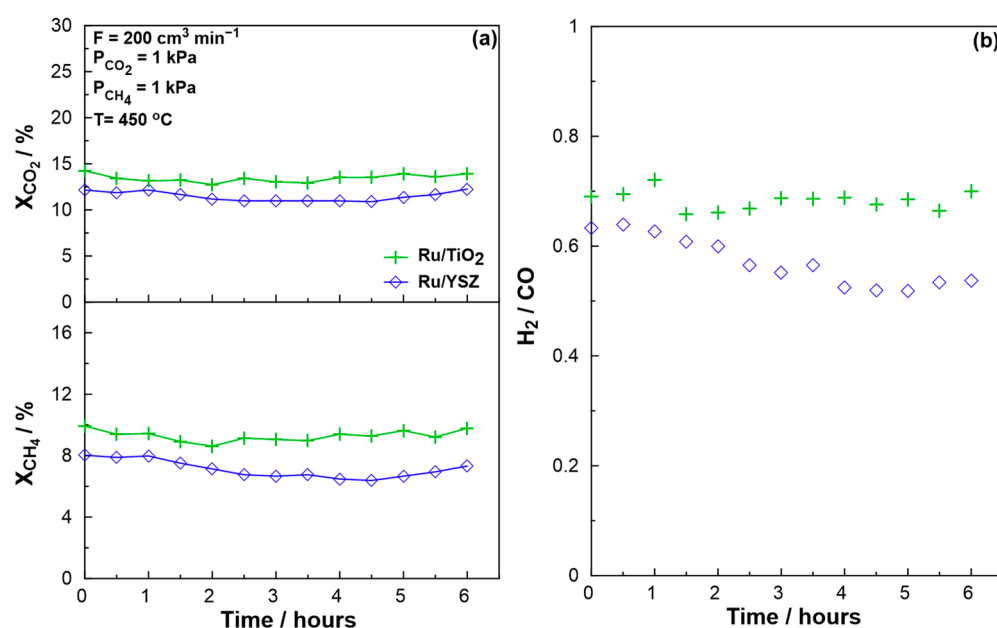 (a)
F = 200 cm³ min⁻¹
P_CO₂ = 1 kPa
P_CH₄ = 1 kPa
T= 450 °C
X_CO₂ / %
30
25
20
15
10
5
0
Ru/TiO₂
Ru/YSZ
X_CH₄ / %
16
12
8
4
0
0 1 2 3 4 5 6
Time / hours
(b)
H₂ / CO
1
0.8
0.6
0.4
0.2
0
0 1 2 3 4 5 6
Time / hours